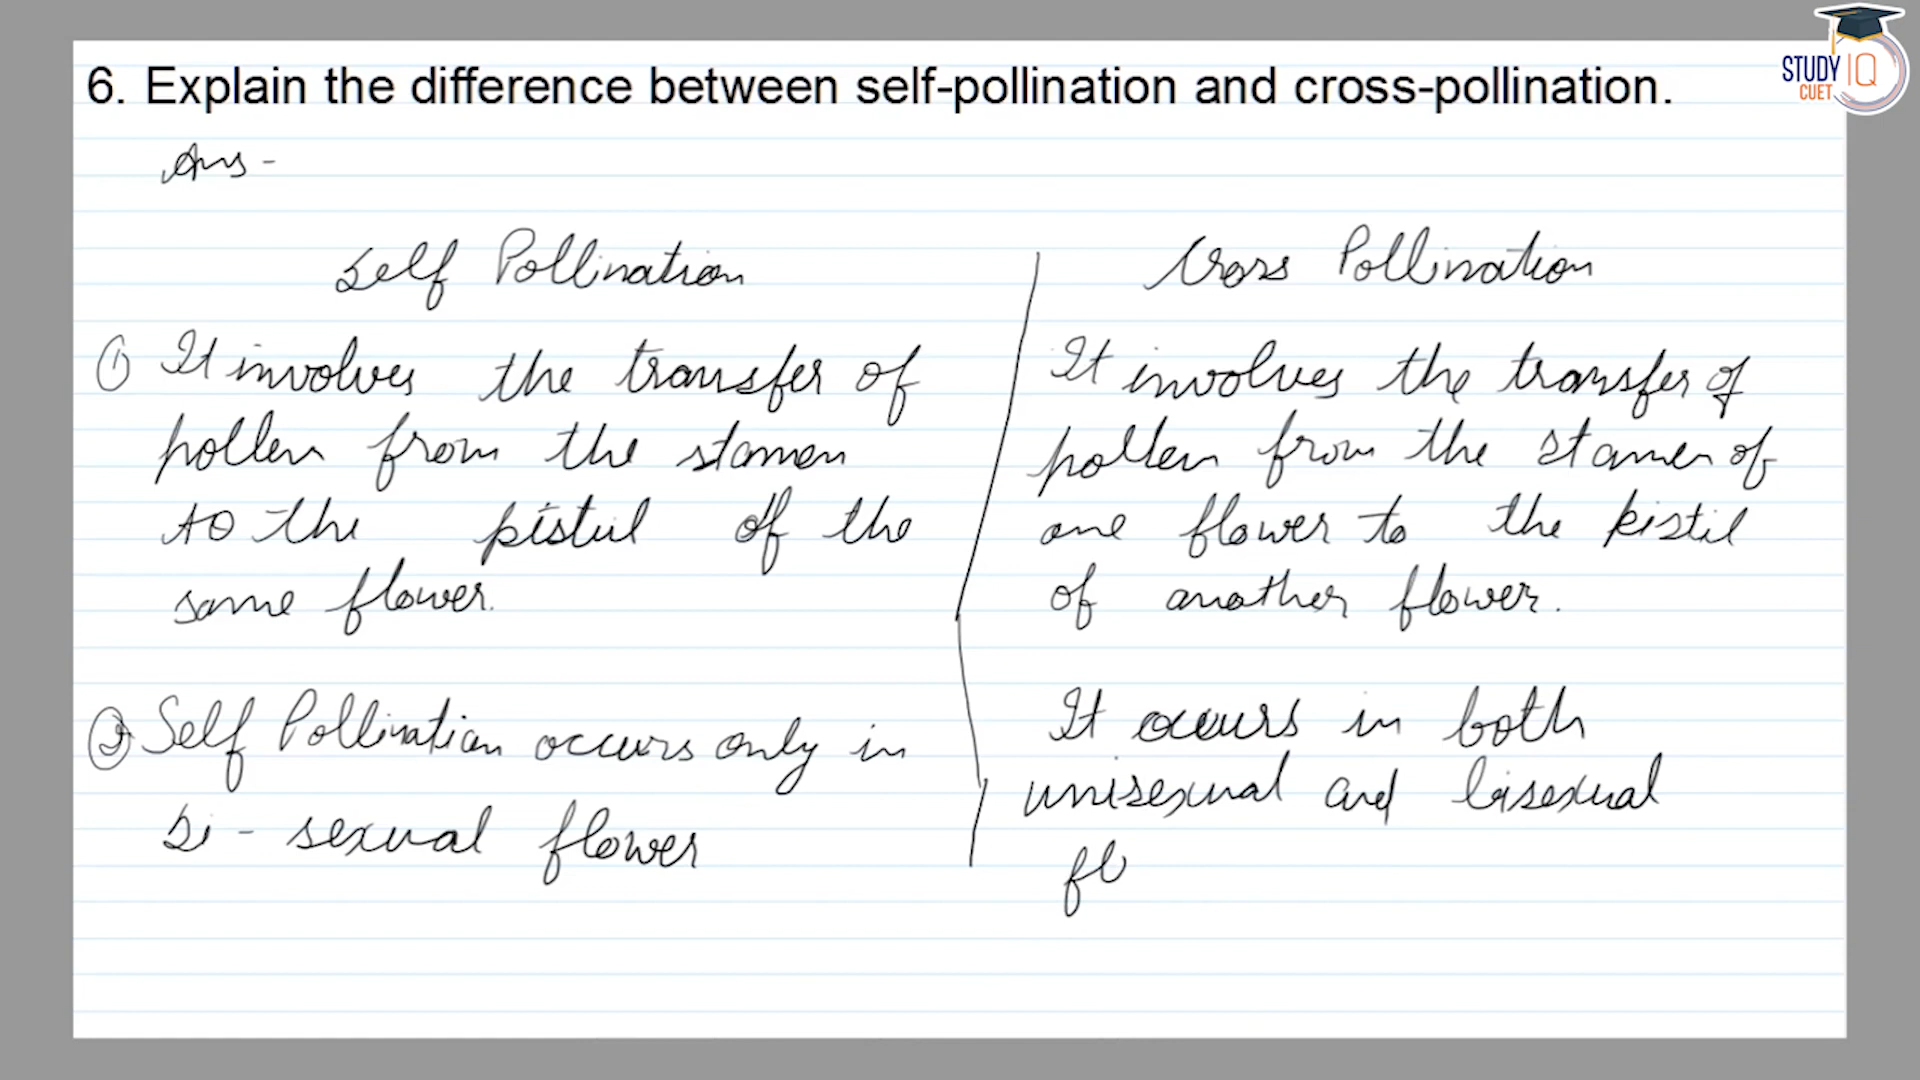 6. Explain the difference between self-pollination and cross-pollination.
STUDY IQ
CUET
Ans -
Self Pollination
① It involves the transfer of
pollen from the stamen
to the pistul of the
same flower.
② Self Pollination occurs only in
bi - sexual flower
Cross Pollination
It involves the transfer of
pollen from the stamen of
one flower to the pistil
of another flower.
It occurs in both
unisexual and bisexual
flo